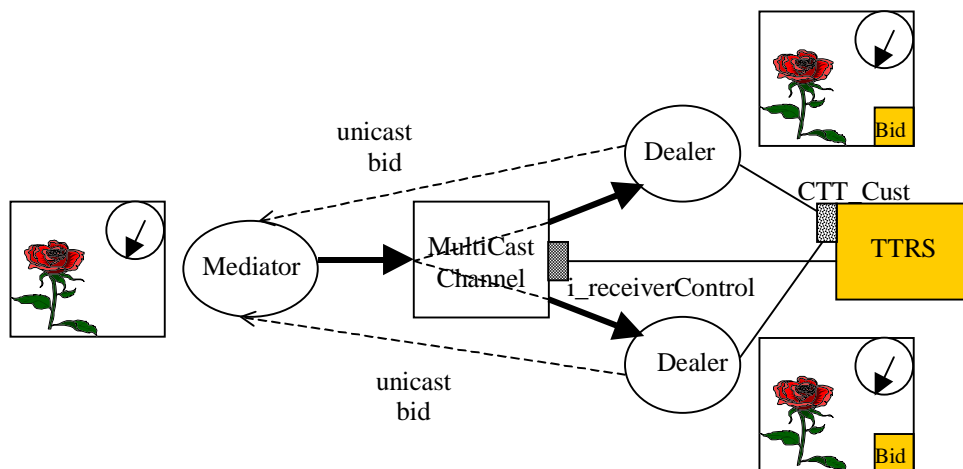 unicast
bid
Mediator
MultiCast
Channel
Dealer
Bid
CTT_Cust
TTRS
i_receiverControl
Dealer
unicast
bid
Bid